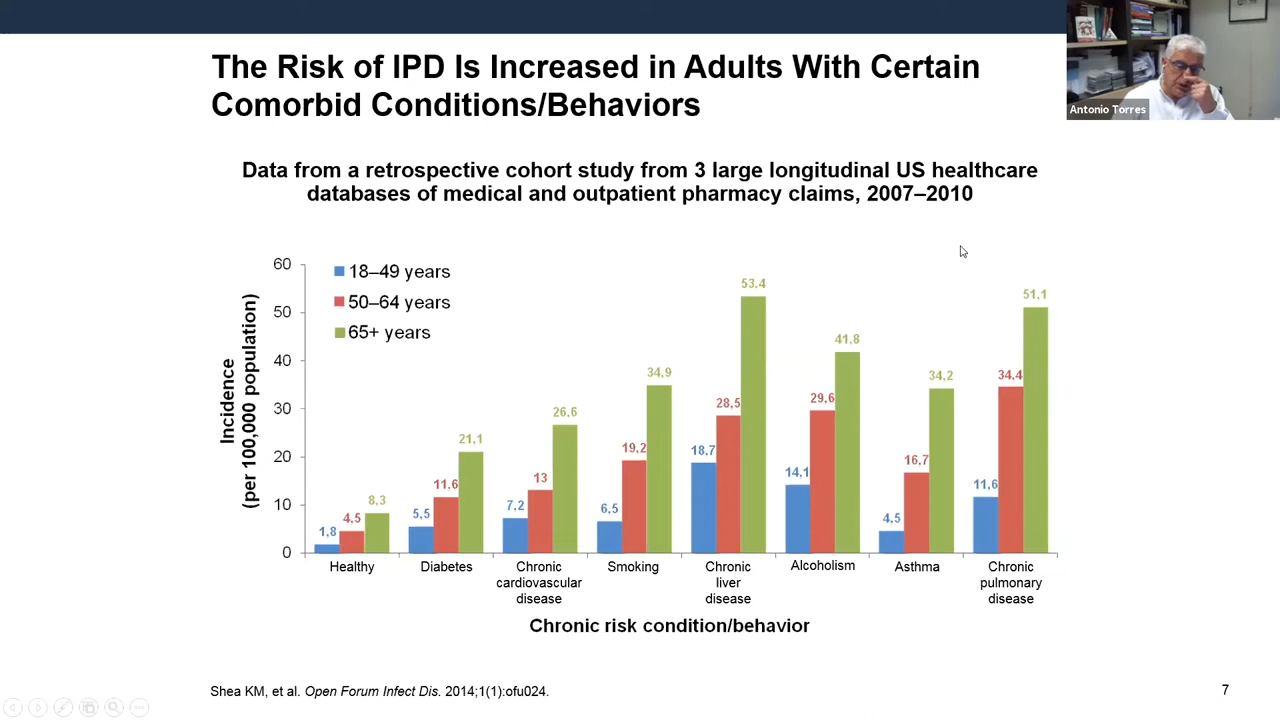 The Risk of IPD Is Increased in Adults With Certain
Comorbid Conditions/Behaviors
Antonio Torres
Data from a retrospective cohort study from 3 large longitudinal US healthcare
databases of medical and outpatient pharmacy claims, 2007–2010
Incidence
(per 100,000 population)
60
50
40
30
20
10
0
18–49 years
50–64 years
65+ years
1,8
4,5
8,3
5,5
11,6
21,1
7,2
13
26,6
6,5
19,2
34,9
18,7
28,5
53,4
14,1
29,6
41,8
4,5
16,7
34,2
11,6
34,4
51,1
Healthy
Diabetes
Chronic
cardiovascular
disease
Smoking
Chronic
liver
disease
Alcoholism
Asthma
Chronic
pulmonary
disease
Chronic risk condition/behavior
Shea KM, et al. Open Forum Infect Dis. 2014;1(1):ofu024.
7